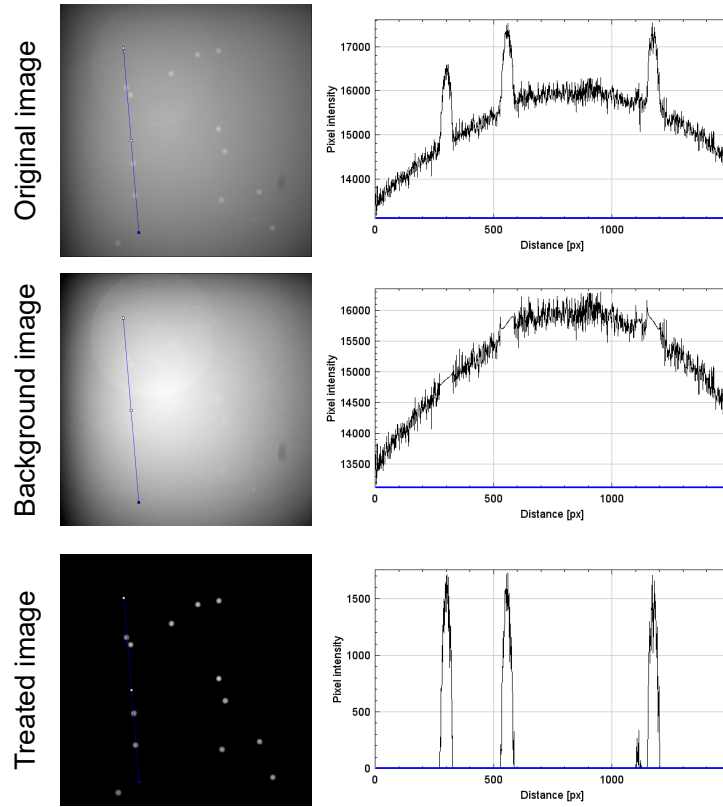 Original image
17000
16000
15000
14000
Pixel intensity
0
500
1000
Distance [px]
Background image
16000
15500
15000
14500
14000
13500
Pixel intensity
0
500
1000
Distance [px]
Treated image
1500
1000
500
0
Pixel intensity
0
500
1000
Distance [px]